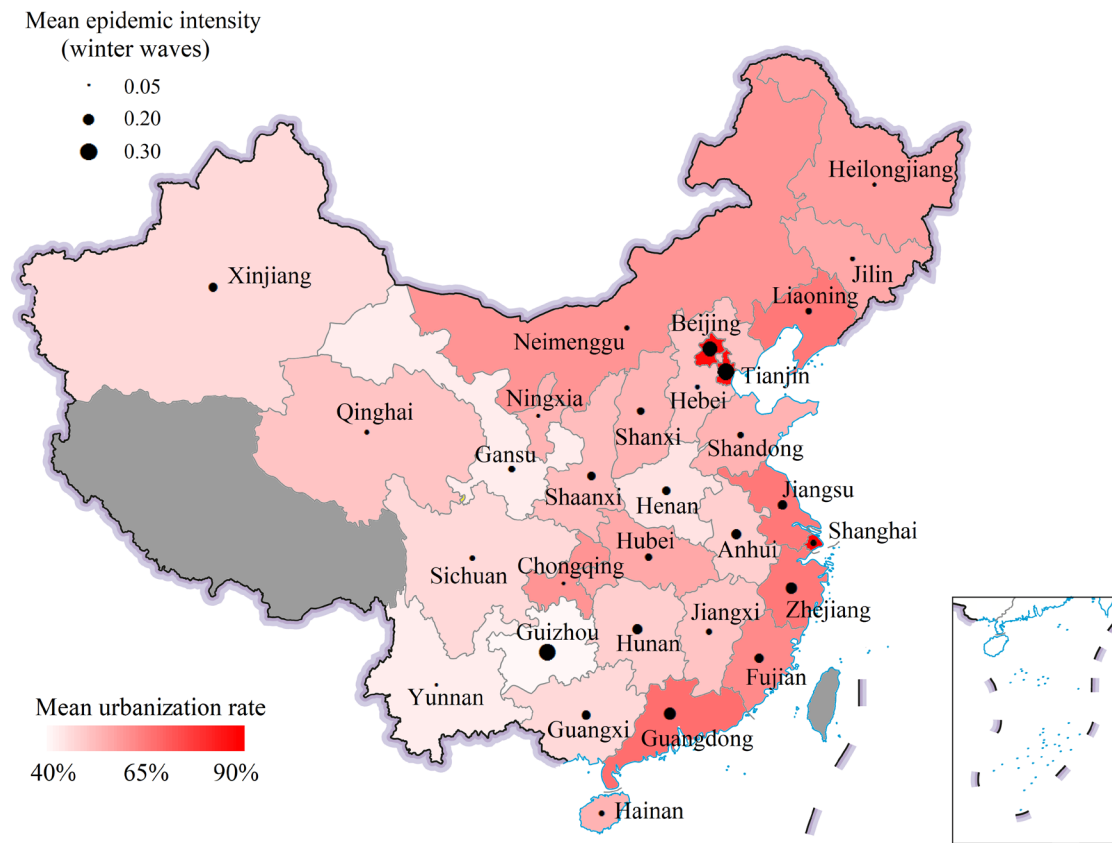 Mean epidemic intensity
(winter waves)
0.05
0.20
0.30
Heilongjiang
Jilin
Xinjiang
Liaoning
Beijing
Neimenggu
Tianjin
Ningxia
Hebei
Qinghai
Shanxi
Shandong
Gansu
Jiangsu
Shaanxi
Henan
Shanghai
Hubei
Anhui
Sichuan
Chongqing
Zhejiang
Jiangxi
Guizhou
Hunan
Fujian
Yunnan
Mean urbanization rate
Guangxi
Guangdong
40% 65% 90%
Hainan